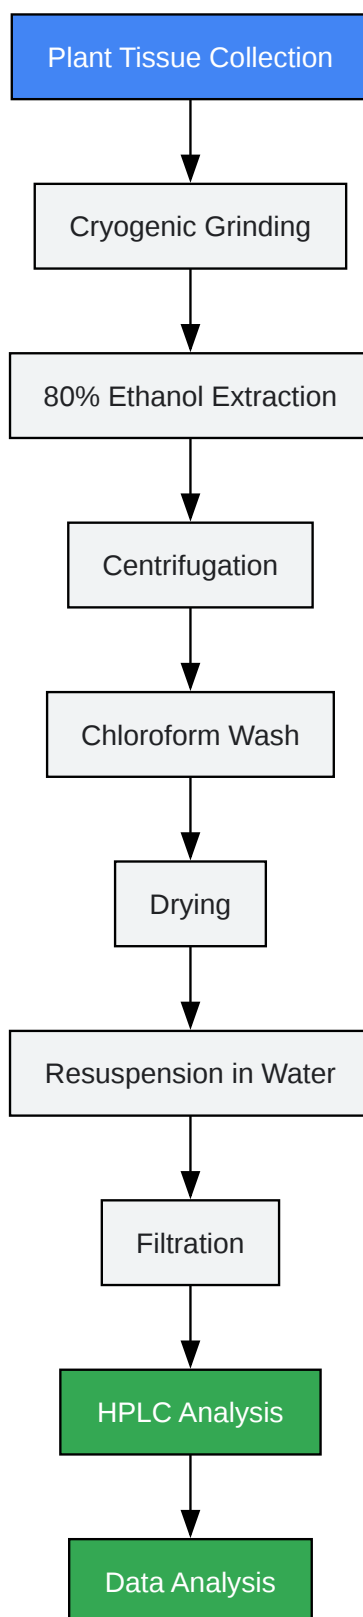 Plant Tissue Collection
Cryogenic Grinding
80% Ethanol Extraction
Centrifugation
Chloroform Wash
Drying
Resuspension in Water
Filtration
HPLC Analysis
Data Analysis